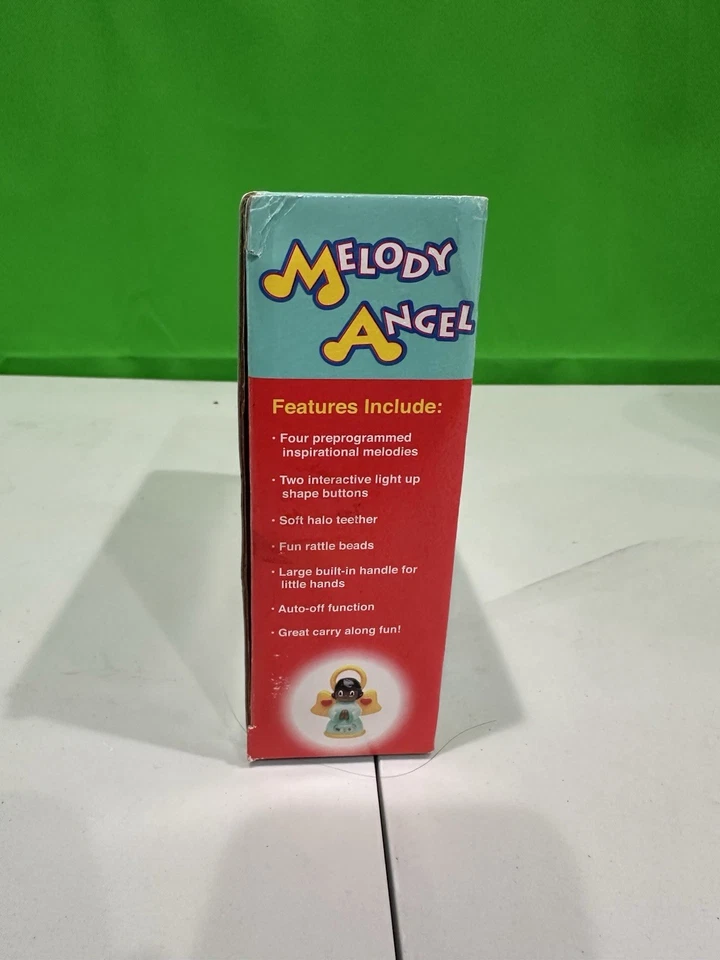 MELODY
ANGEL
Features Include:
· Four preprogrammed
inspirational melodies
· Two interactive light up
shape buttons
· Soft halo teether
· Fun rattle beads
· Large built-in handle for
little hands
· Auto-off function
· Great carry along fun!